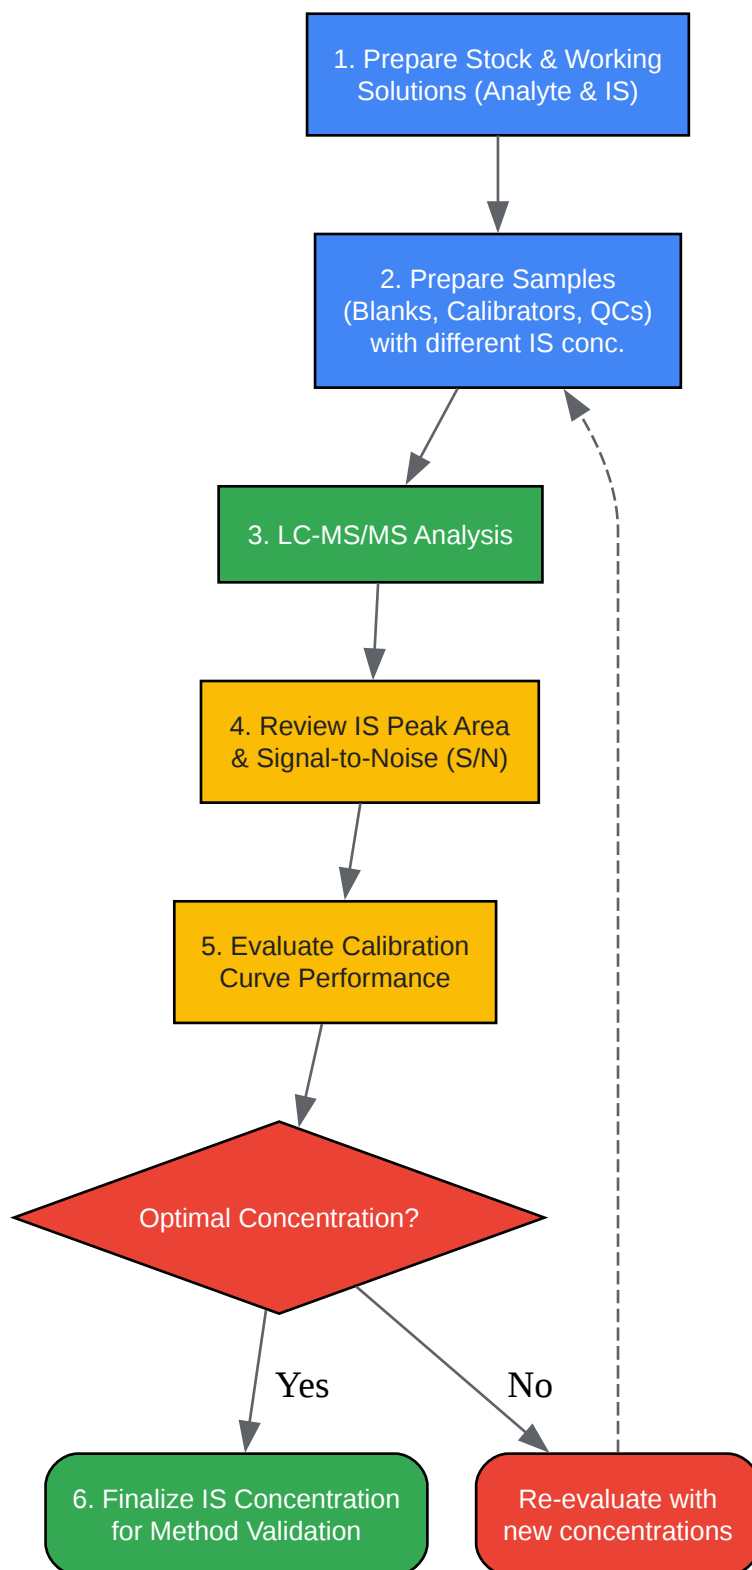 1. Prepare Stock & Working
Solutions (Analyte & IS)
2. Prepare Samples
(Blanks, Calibrators, QCs)
with different IS conc.
3. LC-MS/MS Analysis
4. Review IS Peak Area
& Signal-to-Noise (S/N)
5. Evaluate Calibration
Curve Performance
Optimal Concentration?
Yes
No
6. Finalize IS Concentration
for Method Validation
Re-evaluate with
new concentrations